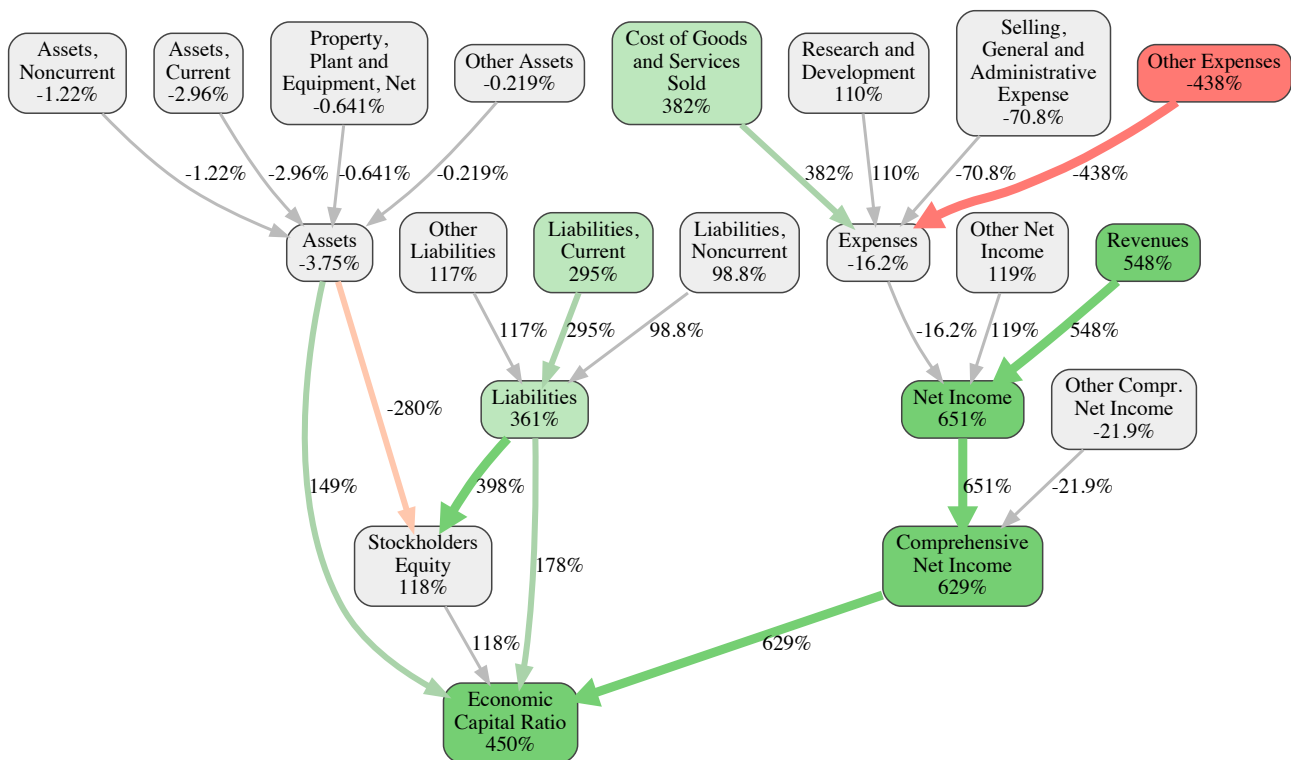 Assets,
Noncurrent
-1.22%
Assets,
Current
-2.96%
Property,
Plant and
Equipment, Net
-0.641%
Other Assets
-0.219%
Cost of Goods
and Services
Sold
382%
Research and
Development
110%
Selling,
General and
Administrative
Expense
-70.8%
Other Expenses
-438%
-1.22%
-2.96%
-0.641%
-0.219%
382%
110%
-70.8%
-438%
Assets
-3.75%
Other
Liabilities
117%
Liabilities,
Current
295%
Liabilities,
Noncurrent
98.8%
Expenses
-16.2%
Other Net
Income
119%
Revenues
548%
117%
295%
98.8%
-16.2%
119%
548%
-280%
Liabilities
361%
Net Income
651%
Other Compr.
Net Income
-21.9%
149%
398%
651%
-21.9%
Stockholders
Equity
118%
178%
Comprehensive
Net Income
629%
118%
629%
Economic
Capital Ratio
450%